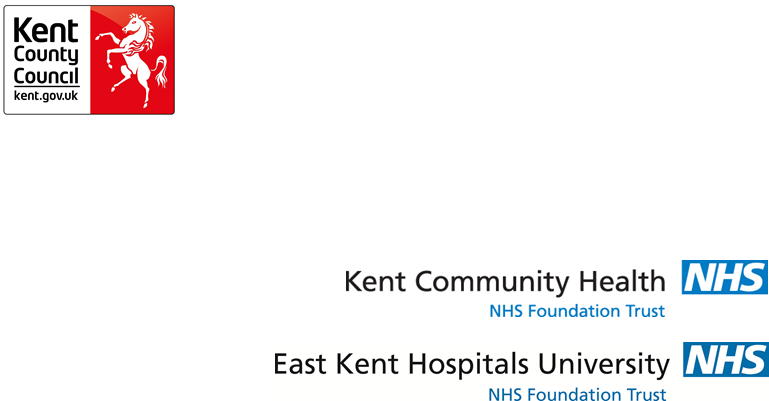 Kent
County
Council
kent.gov.uk
Kent Community Health NHS
NHS Foundation Trust
East Kent Hospitals University NHS
NHS Foundation Trust